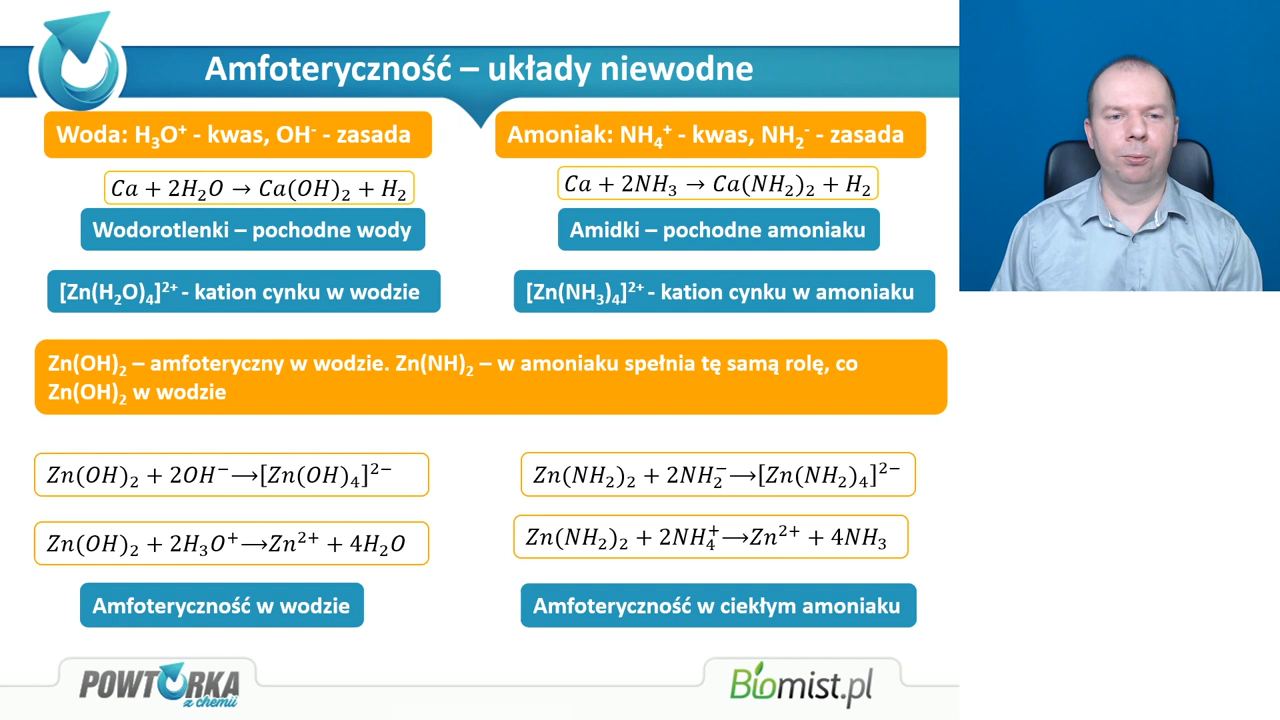 Amfoteryczność – układy niewodne
Woda: H₃O⁺ - kwas, OH⁻ - zasada
Ca + 2H₂O → Ca(OH)₂ + H₂
Wodorotlenki – pochodne wody
[Zn(H₂O)₄]²⁺ - kation cynku w wodzie
Amoniak: NH₄⁺ - kwas, NH₂⁻ - zasada
Ca + 2NH₃ → Ca(NH₂)₂ + H₂
Amidki – pochodne amoniaku
[Zn(NH₃)₄]²⁺ - kation cynku w amoniaku
Zn(OH)₂ – amfoteryczny w wodzie. Zn(NH)₂ – w amoniaku spełnia tę samą rolę, co
Zn(OH)₂ w wodzie
Zn(OH)₂ + 2OH⁻ ⟶ [Zn(OH)₄]²⁻
Zn(OH)₂ + 2H₃O⁺ ⟶ Zn²⁺ + 4H₂O
Amfoteryczność w wodzie
Zn(NH₂)₂ + 2NH₂⁻ ⟶ [Zn(NH₂)₄]²⁻
Zn(NH₂)₂ + 2NH₄⁺ ⟶ Zn²⁺ + 4NH₃
Amfoteryczność w ciekłym amoniaku
POWTÓRKA
z chemii
Biomist.pl